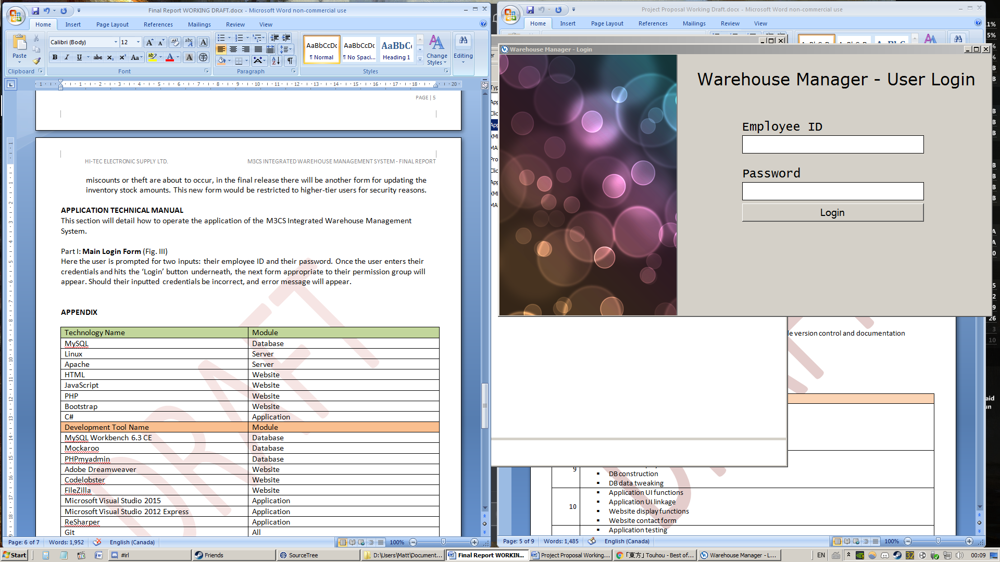 Final Report WORKING DRAFT.docx - Microsoft Word non-commercial use
Home Insert Page Layout References Mailings Review View
Paste
Calibri (Body) 12
AaBbCcDc AaBbCcDc AaBbC
¶ Normal ¶ No Spaci... Heading 1
Change Styles
Editing
Clipboard Font Paragraph Styles
PAGE | 5
HI-TEC ELECTRONIC SUPPLY LTD. M3CS INTEGRATED WAREHOUSE MANAGEMENT SYSTEM - FINAL REPORT
miscounts or theft are about to occur, in the final release there will be another form for updating the
inventory stock amounts. This new form would be restricted to higher-tier users for security reasons.
APPLICATION TECHNICAL MANUAL
This section will detail how to operate the application of the M3CS Integrated Warehouse Management
System.
Part I: Main Login Form (Fig. III)
Here the user is prompted for two inputs: their employee ID and their password. Once the user enters their
credentials and hits the ‘Login’ button underneath, the next form appropriate to their permission group will
appear. Should their inputted credentials be incorrect, and error message will appear.
APPENDIX
Technology Name Module
MySQL Database
Linux Server
Apache Server
HTML Website
JavaScript Website
PHP Website
Bootstrap Website
C# Application
Development Tool Name Module
MySQL Workbench 6.3 CE Database
Mockaroo Database
PHPmyadmin Database
Adobe Dreamweaver Website
Codelobster Website
FileZilla Website
Microsoft Visual Studio 2015 Application
Microsoft Visual Studio 2012 Express Application
ReSharper Application
Git All
DRAFT
Page: 6 of 7 Words: 1,952 English (Canada) 100%
Project Proposal Working Draft.docx - Microsoft Word non-commercial use
Home Insert Page Layout References Mailings Review View
Warehouse Manager - Login
Warehouse Manager - User Login
Employee ID
Password
Login
le version control and documentation
9
DB construction
DB data tweaking
10
Application UI functions
Application UI linkage
Website display functions
Website contact form
Application testing
Page: 5 of 9 Words: 1,485 English (Canada) 100%
Start #irl Friends SourceTree D:\Users\Matt\Document... Final Report WORKIN... Project Proposal Working... 「東方」Touhou - Best of... Warehouse Manager - L... EN 32 00:09